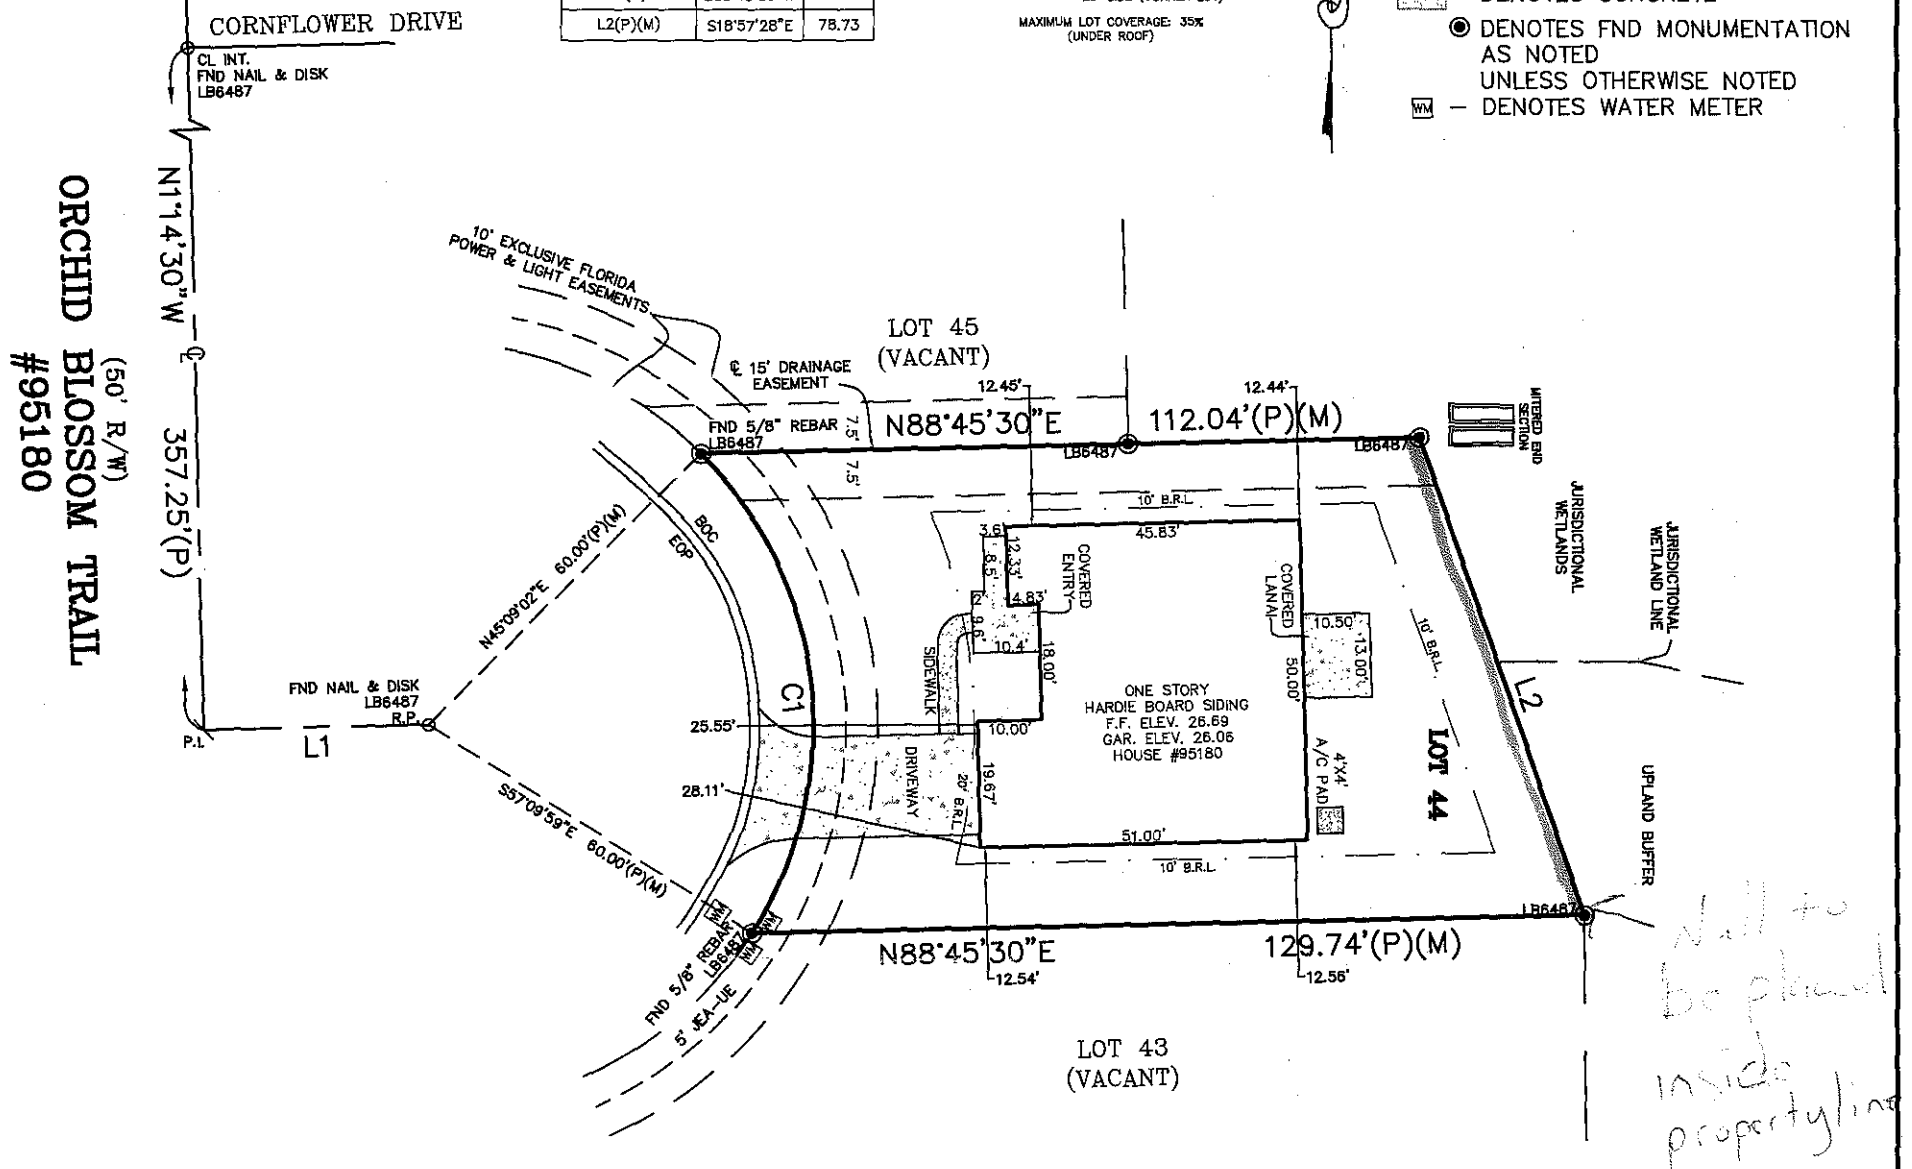 CORNFLOWER DRIVE
CL INT.
FND NAIL & DISK
LB6487
L2(P)(M) S18°57'28"E 78.73
MAXIMUM LOT COVERAGE: 35%
(UNDER ROOF)
DENOTES CONCRETE
DENOTES FND MONUMENTATION
AS NOTED
UNLESS OTHERWISE NOTED
WM – DENOTES WATER METER
N1°14'30"W ℄ 357.25'(P)
ORCHID BLOSSOM TRAIL
(50' R/W)
#95180
10' EXCLUSIVE FLORIDA
POWER & LIGHT EASEMENTS
LOT 45
(VACANT)
℄ 15' DRAINAGE
EASEMENT
12.45'
12.44'
FND 5/8" REBAR
LB6487
7.5'
7.5'
N88°45'30"E 112.04'(P)(M)
LB6487
LB6487
MITERED END
SECTION
JURISDICTIONAL
WETLANDS
JURISDICTIONAL
WETLAND LINE
10' B.R.L.
45.83'
3.6'
12.33'
8.5'
COVERED
ENTRY
2'
4.83'
9.6'
10.4'
18.00'
COVERED
LANAI
10.50'
13.00'
50.00'
10' B.R.L.
L2
BOC
EOP
N45°09'02"E 60.00'(P)(M)
C1
SIDEWALK
ONE STORY
HARDIE BOARD SIDING
F.F. ELEV. 26.69
GAR. ELEV. 26.06
HOUSE #95180
FND NAIL & DISK
LB6487
R.P.
P.I.
L1
25.55'
10.00'
DRIVEWAY
19.67'
20' B.R.L.
28.11'
4'X4'
A/C PAD
LOT 44
UPLAND BUFFER
51.00'
10' B.R.L.
S57°09'59"E 60.00'(P)(M)
WM
WM
WM
FND 5/8" REBAR
LB6487
5' JEA-UE
LB6487
N88°45'30"E 129.74'(P)(M)
12.54'
12.56'
LOT 43
(VACANT)
to
be placed
inside
propertyline